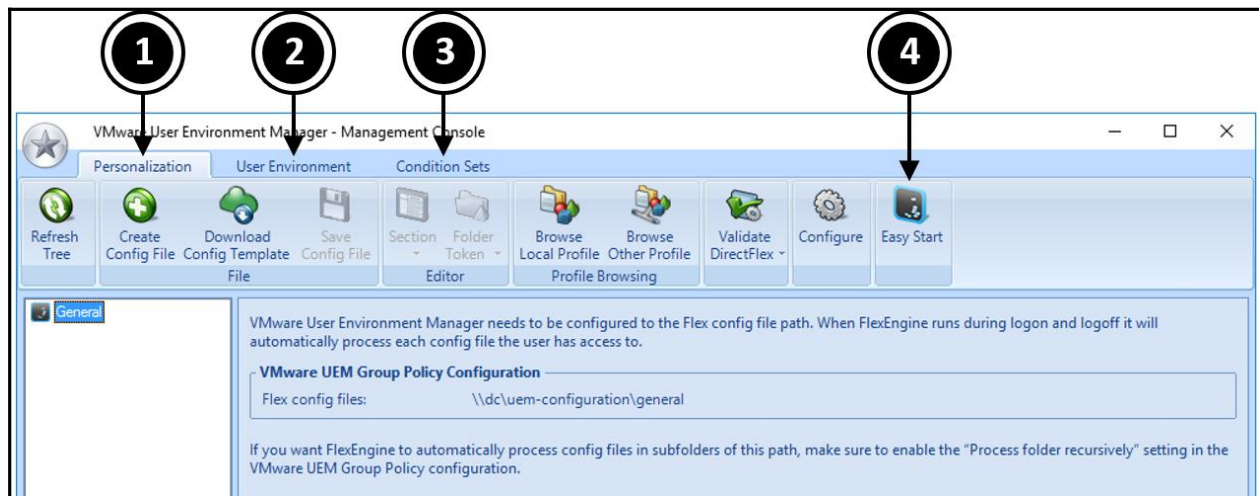 1 2 3 4
VMware User Environment Manager - Management Console
Personalization User Environment Condition Sets
Refresh Create Download Save Section Folder Browse Browse Validate Configure Easy Start
Tree Config File Config Template Config File Token Local Profile Other Profile DirectFlex
File Editor Profile Browsing
General
VMware User Environment Manager needs to be configured to the Flex config file path. When FlexEngine runs during logon and logoff it will
automatically process each config file the user has access to.
VMware UEM Group Policy Configuration
Flex config files: \\dc\uem-configuration\general
If you want FlexEngine to automatically process config files in subfolders of this path, make sure to enable the “Process folder recursively” setting in the
VMware UEM Group Policy configuration.